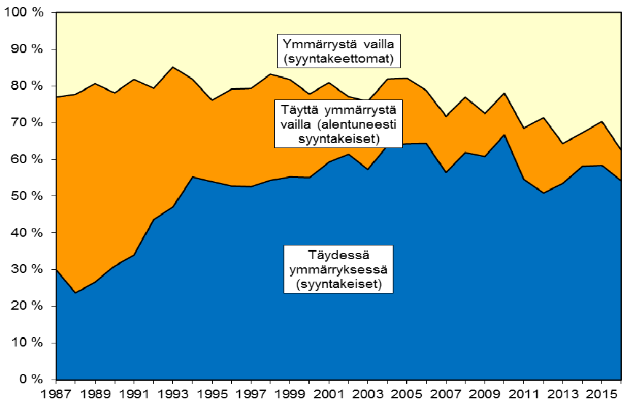 100 %
90 %
80 %
70 %
60 %
50 %
40 %
30 %
20 %
10 %
0 %
Ymmärrystä vailla
(syyntakeettomat)
Täyttä ymmärrystä
vailla (alentuneesti
syyntakeiset)
Täydessä
ymmärryksessä
(syyntakeiset)
1987 1989 1991 1993 1995 1997 1999 2001 2003 2005 2007 2009 2011 2013 2015